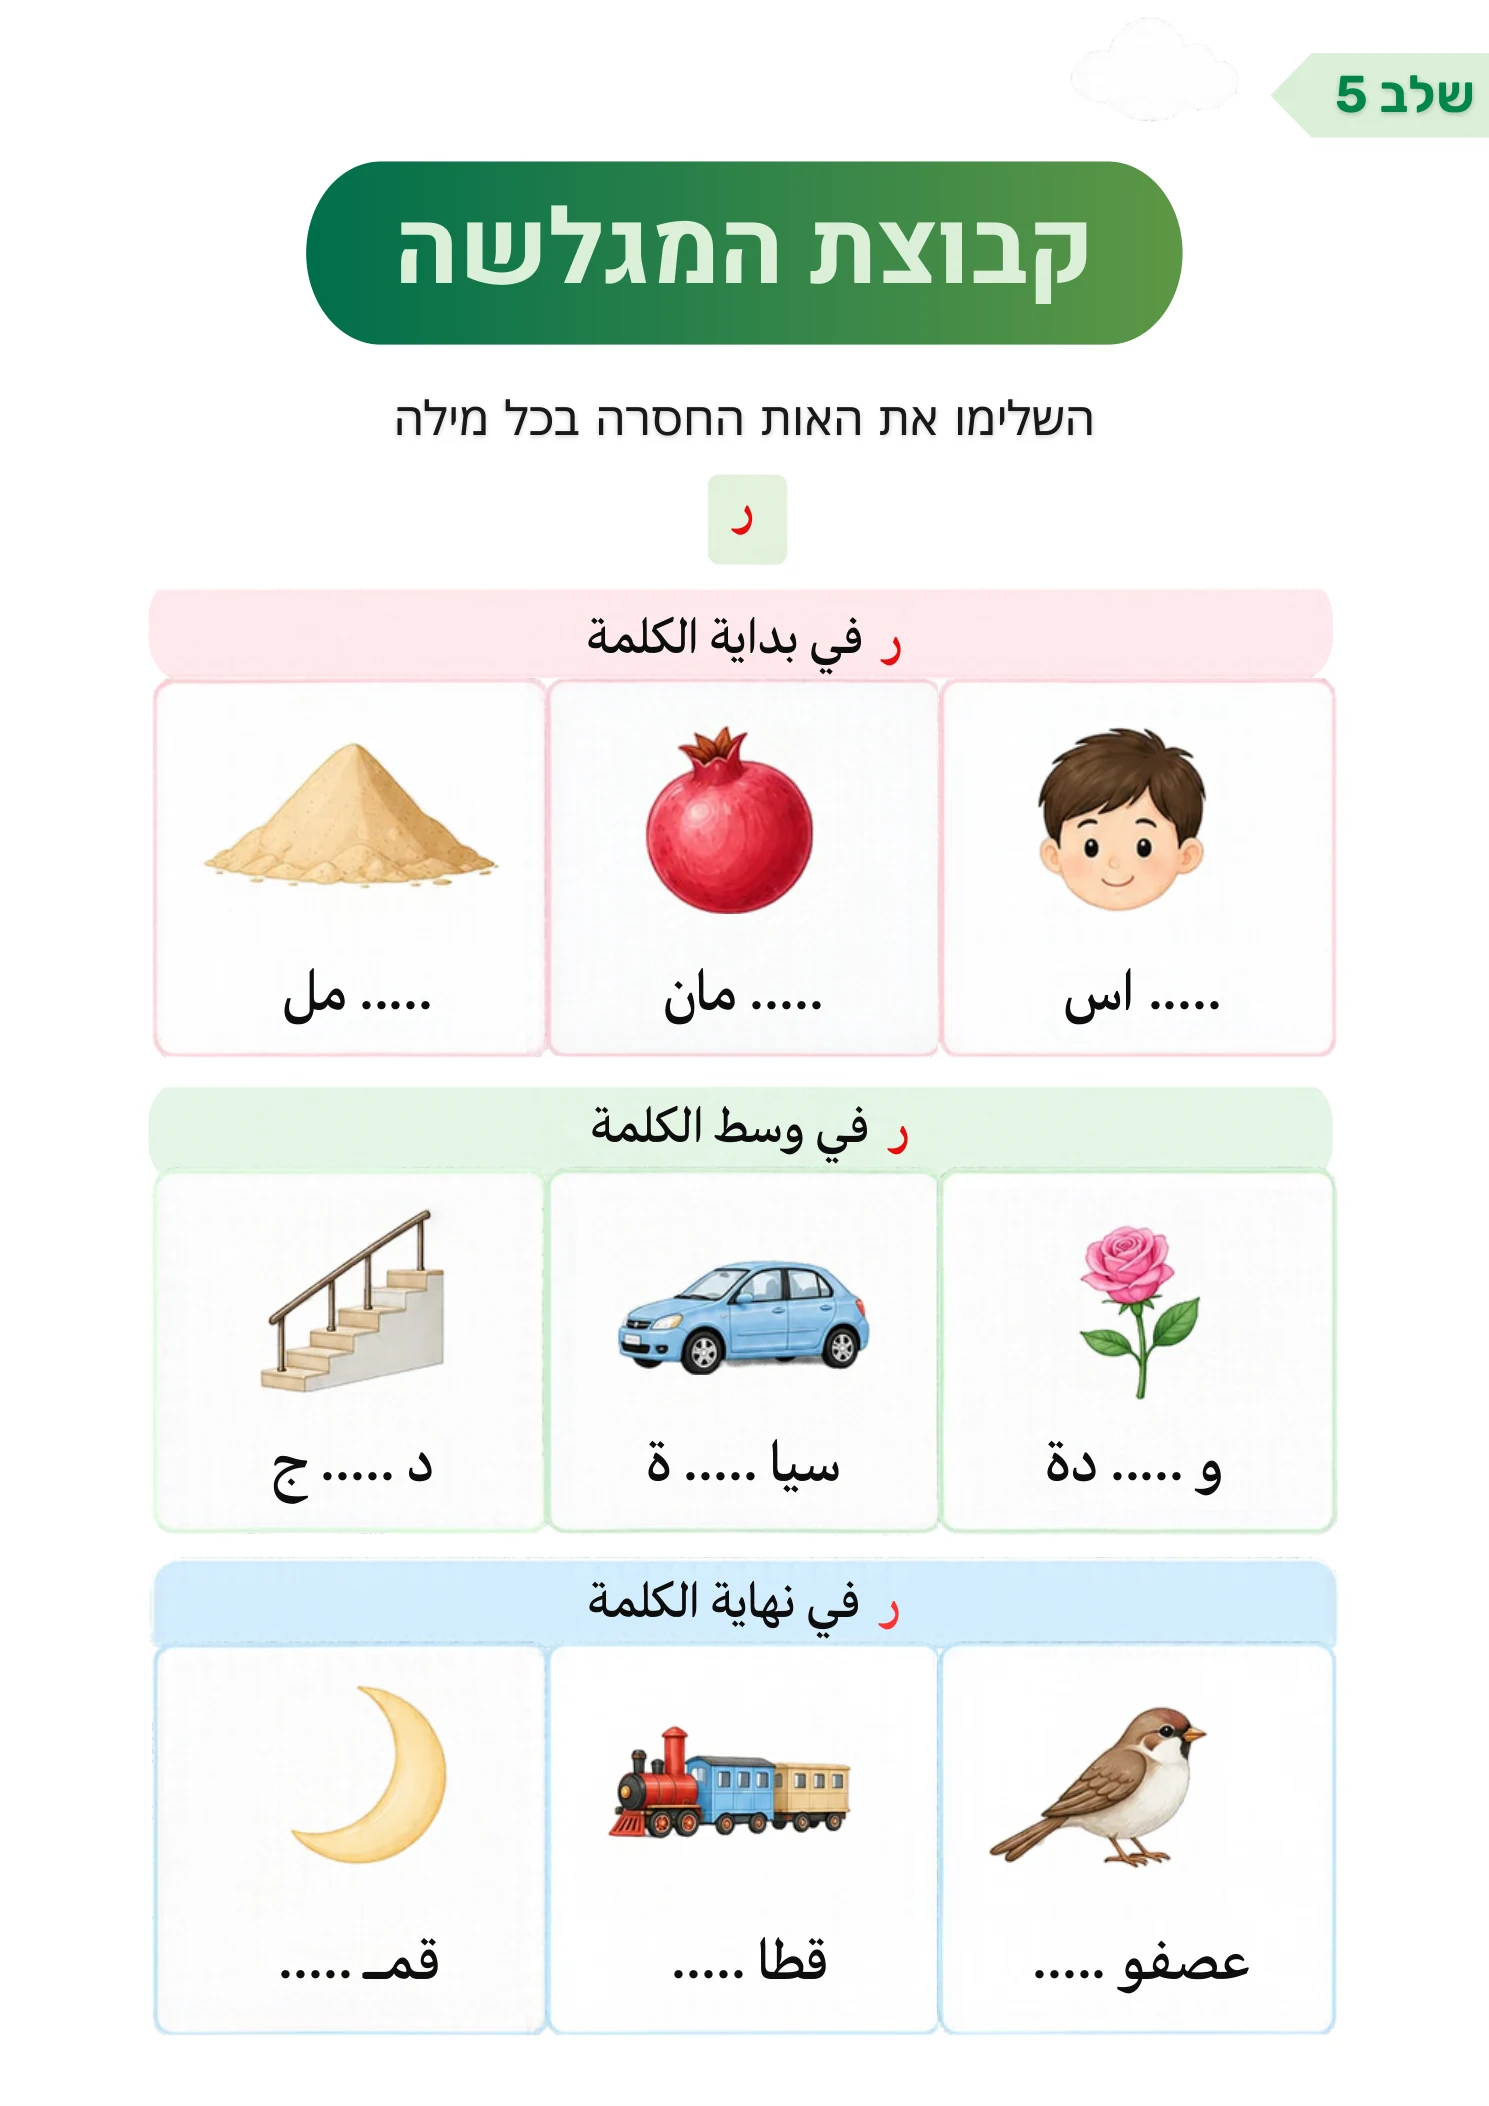 שלב 5
קבוצת המגלשה
השלימו את האות החסרה בכל מילה
ر
ر في بداية الكلمة
..... اس
..... مان
..... مل
ر في وسط الكلمة
و ..... دة
سيا ..... ة
د ..... ج
ر في نهاية الكلمة
عصفو .....
قطا .....
قمـ .....